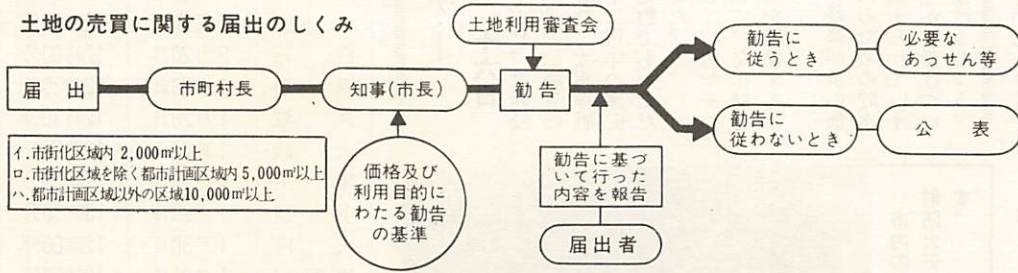 土地の売買に関する届出のしくみ
土地利用審査会
届出
市町村長
知事(市長)
勧告
勧告に
従うとき
必要な
あっせん等
勧告に
従わないとき
公表
イ.市街化区域内 2,000㎡以上
ロ.市街化区域を除く都市計画区域内 5,000㎡以上
ハ.都市計画区域以外の区域10,000㎡以上
価格及び
利用目的に
わたる勧告
の基準
勧告に基づ
いて行った
内容を報告
届出者